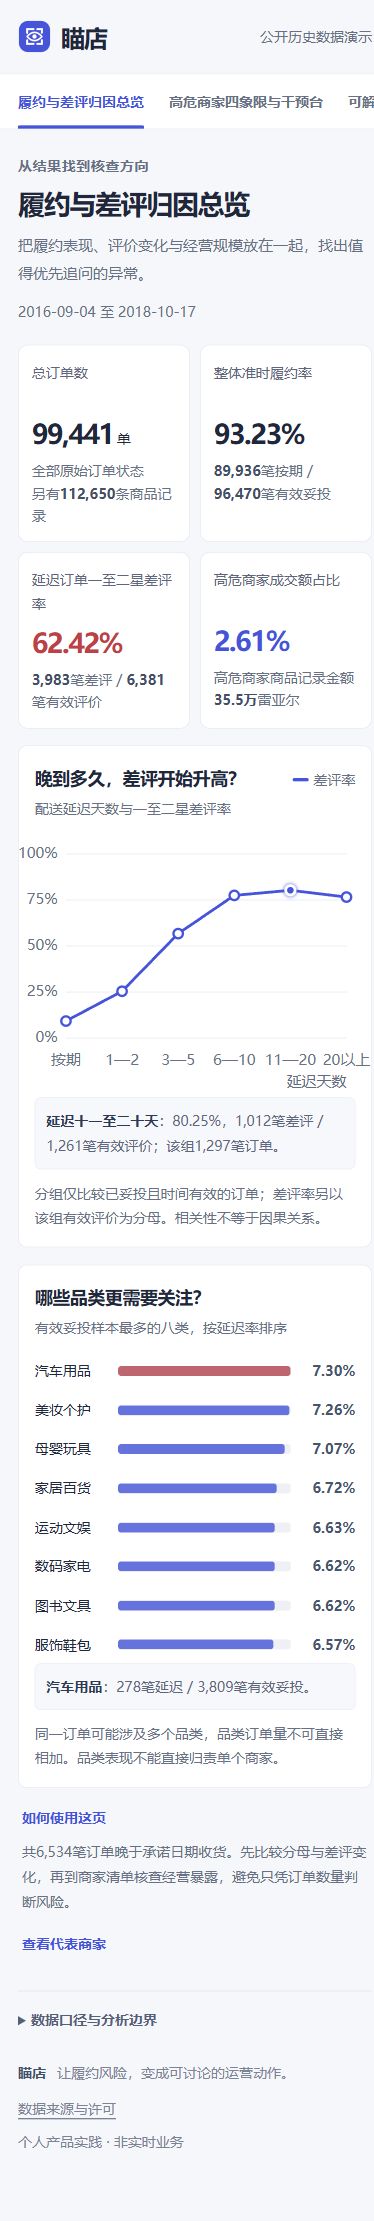 瞄店
公开历史数据演示
履约与差评归因总览
高危商家四象限与干预台
可解
从结果找到核查方向
履约与差评归因总览
把履约表现、评价变化与经营规模放在一起，找出值
得优先追问的异常。
2016-09-04 至 2018-10-17
总订单数
99,441 单
全部原始订单状态
另有112,650条商品记
录
整体准时履约率
93.23%
89,936笔按期 /
96,470笔有效妥投
延迟订单一至二星差评
率
62.42%
3,983笔差评 / 6,381
笔有效评价
高危商家成交额占比
2.61%
高危商家商品记录金额
35.5万雷亚尔
晚到多久，差评开始升高？
差评率
配送延迟天数与一至二星差评率
100%
75%
50%
25%
0%
按期 1—2 3—5 6—10 11—20 20以上
延迟天数
延迟十一至二十天：80.25%，1,012笔差评 /
1,261笔有效评价；该组1,297笔订单。
分组仅比较已妥投且时间有效的订单；差评率另以
该组有效评价为分母。相关性不等于因果关系。
哪些品类更需要关注？
有效妥投样本最多的八类，按延迟率排序
汽车用品 7.30%
美妆个护 7.26%
母婴玩具 7.07%
家居百货 6.72%
运动文娱 6.63%
数码家电 6.62%
图书文具 6.62%
服饰鞋包 6.57%
汽车用品：278笔延迟 / 3,809笔有效妥投。
同一订单可能涉及多个品类，品类订单量不可直接
相加。品类表现不能直接归责单个商家。
如何使用这页
共6,534笔订单晚于承诺日期收货。先比较分母与差评变
化，再到商家清单核查经营暴露，避免只凭订单数量判
断风险。
查看代表商家
▶ 数据口径与分析边界
瞄店 让履约风险，变成可讨论的运营动作。
数据来源与许可
个人产品实践 · 非实时业务